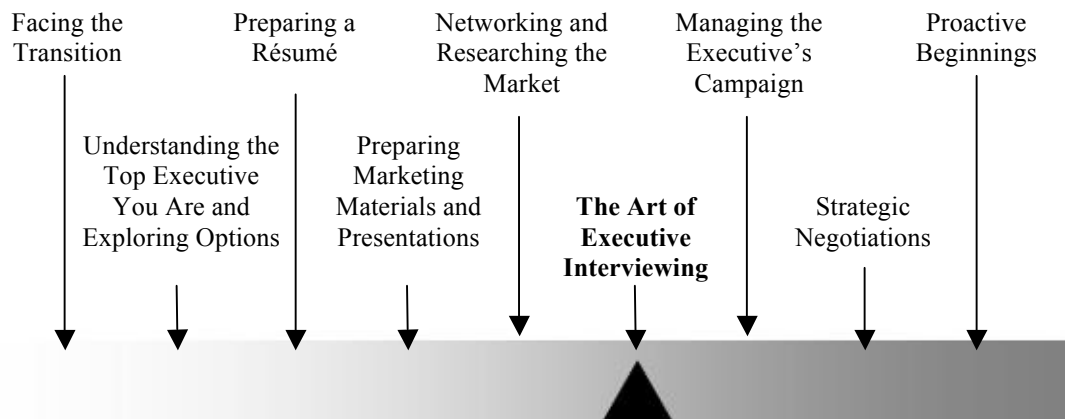 Facing the
Transition
Understanding the
Top Executive
You Are and
Exploring Options
Preparing a
Résumé
Preparing
Marketing
Materials and
Presentations
Networking and
Researching the
Market
The Art of
Executive
Interviewing
Managing the
Executive’s
Campaign
Strategic
Negotiations
Proactive
Beginnings